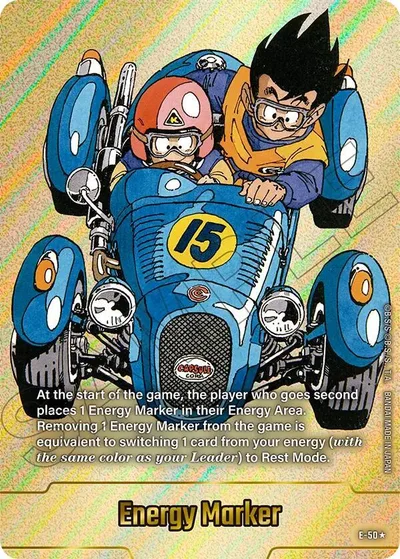 K
15
C
CAPSULE
CORP.
At the start of the game, the player who goes second
places 1 Energy Marker in their Energy Area.
Removing 1 Energy Marker from the game is
equivalent to switching 1 card from your energy (with
the same color as your Leader) to Rest Mode.
Energy Marker
E-50★
BANDAI MADE IN JAPAN